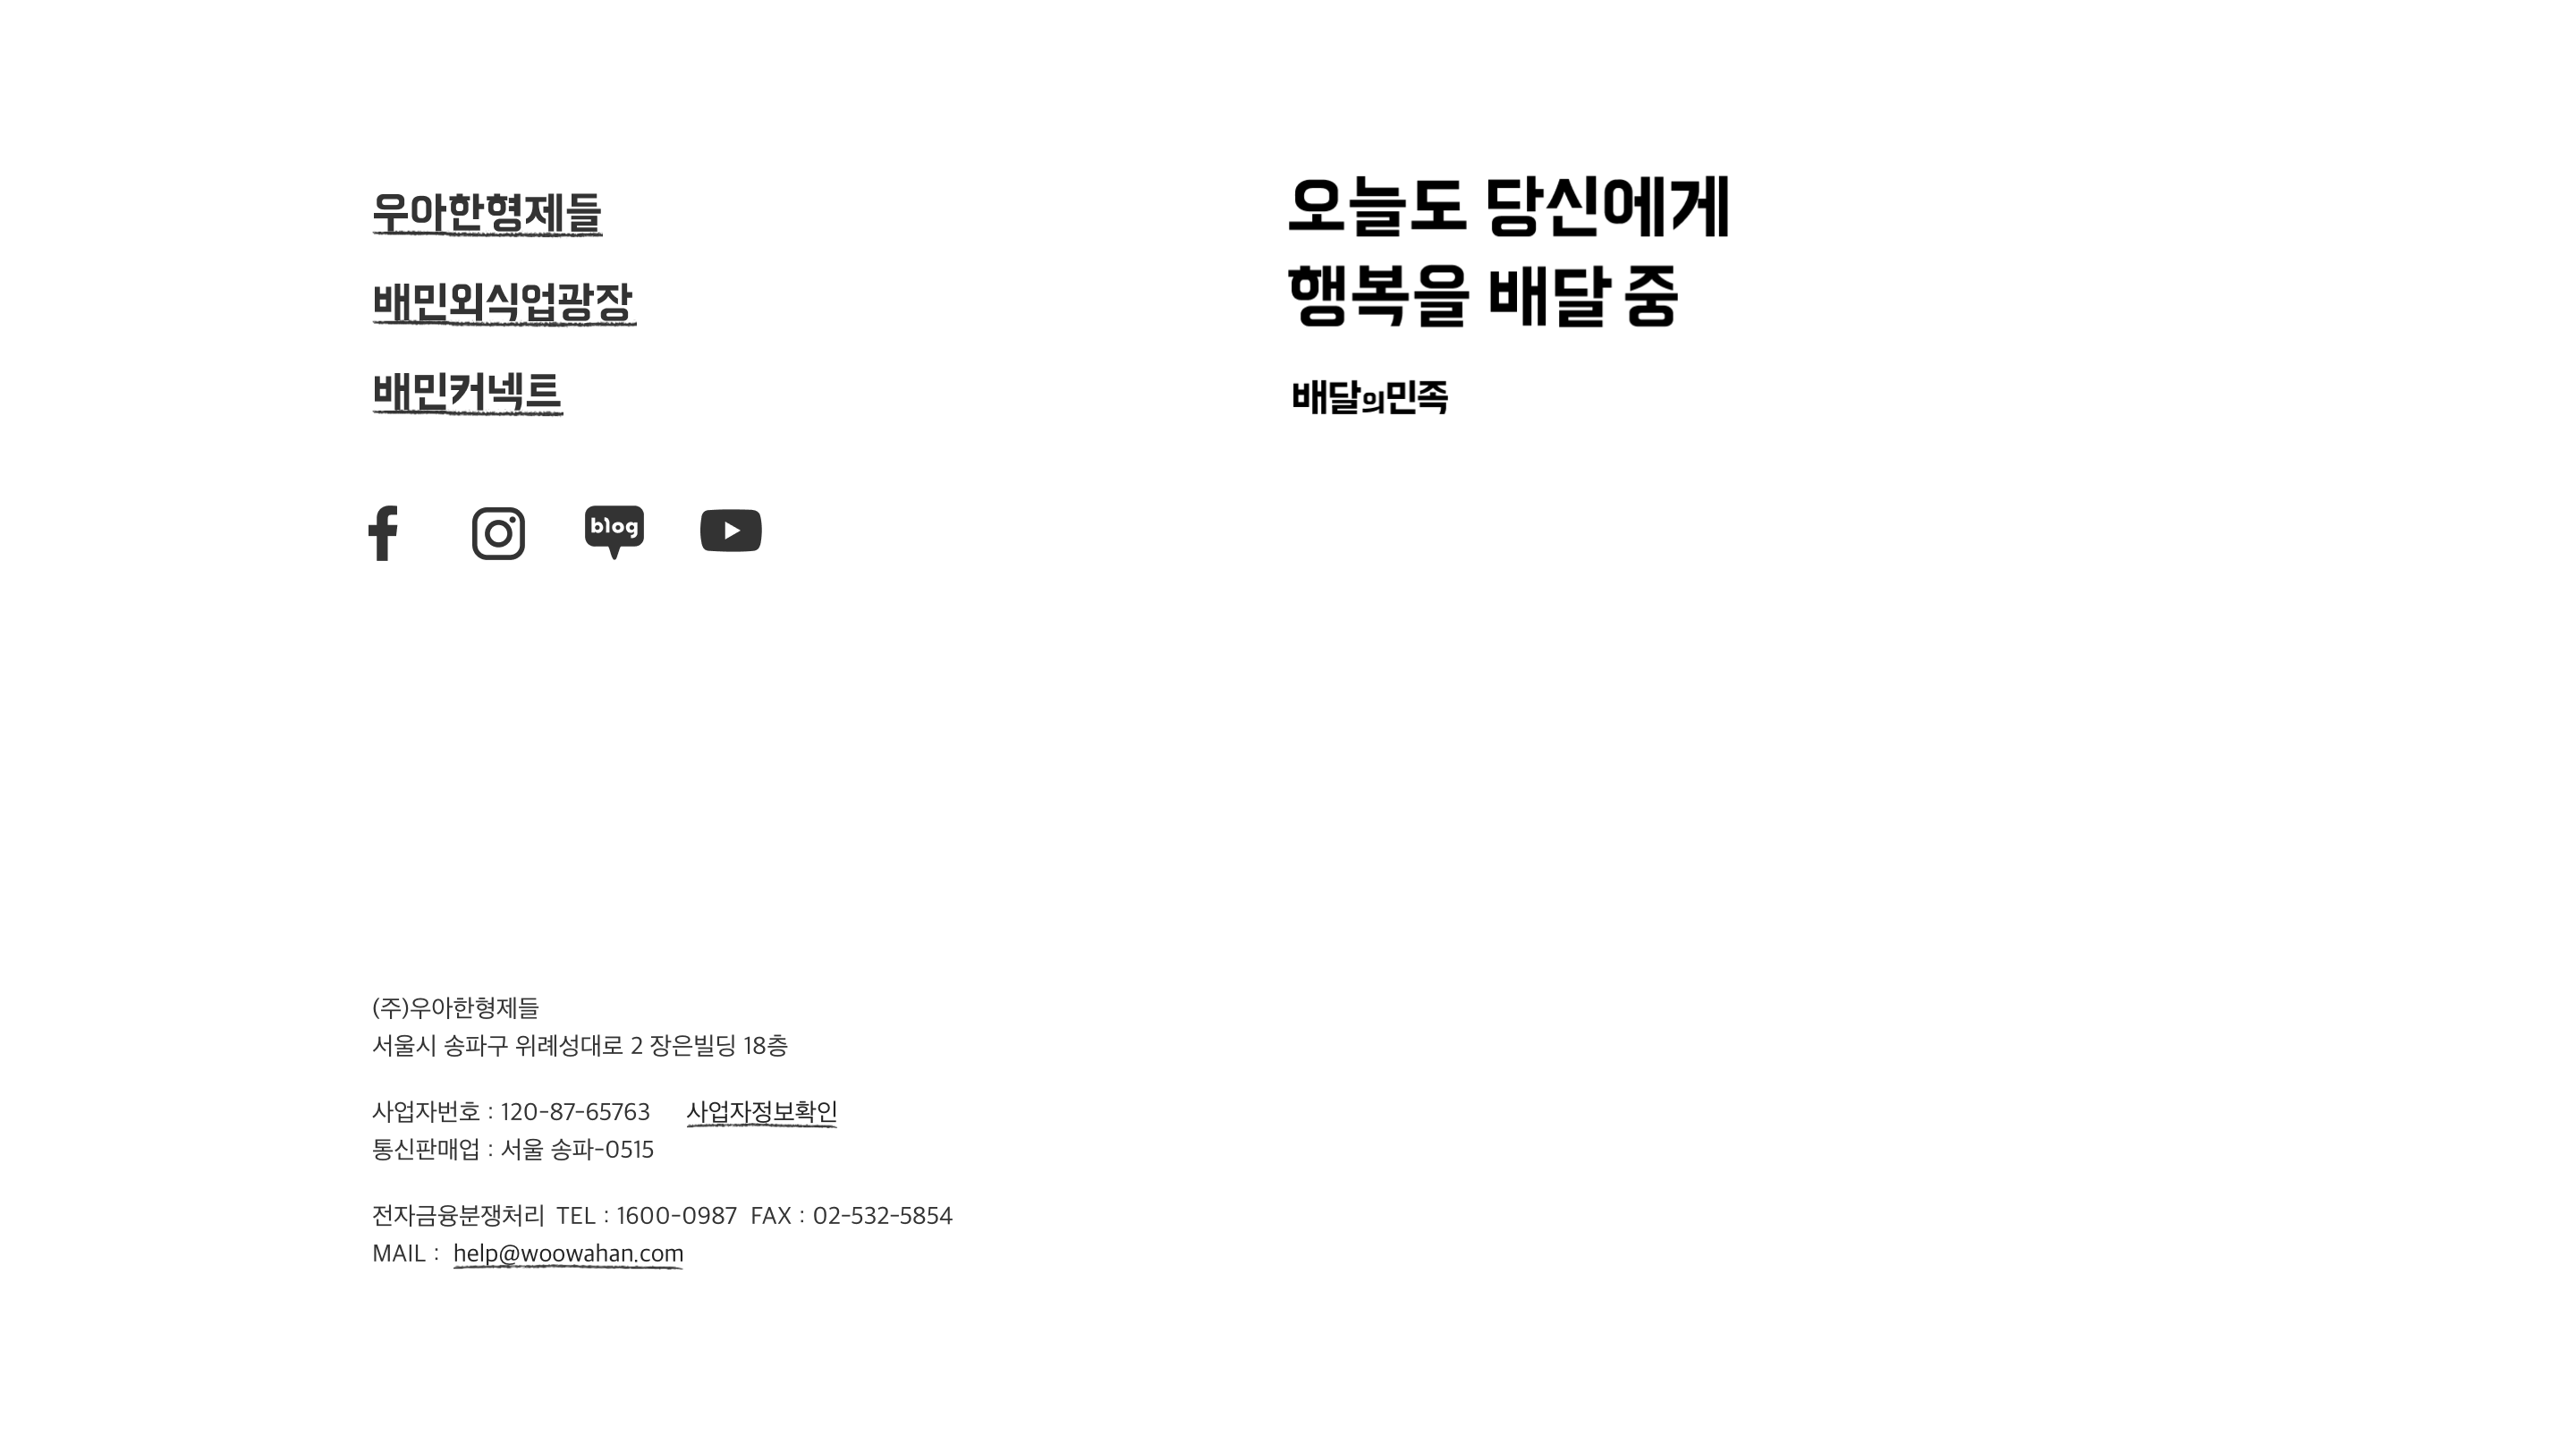 우아한형제들
배민외식업광장
배민커넥트
blog
오늘도 당신에게
행복을 배달 중
배달의민족
(주)우아한형제들
서울시 송파구 위례성대로 2 장은빌딩 18층
사업자번호 : 120-87-65763 사업자정보확인
통신판매업 : 서울 송파-0515
전자금융분쟁처리 TEL : 1600-0987 FAX : 02-532-5854
MAIL : help@woowahan.com